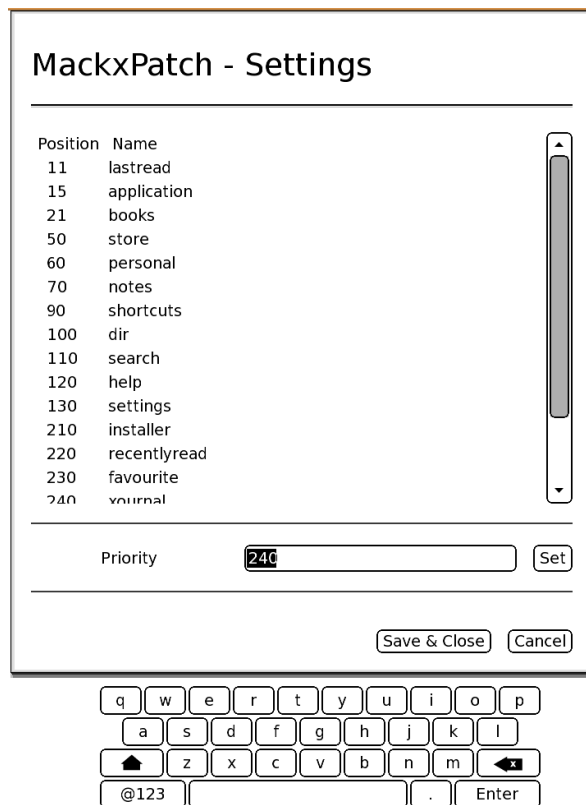 MackxPatch - Settings
Position Name
11 lastread
15 application
21 books
50 store
60 personal
70 notes
90 shortcuts
100 dir
110 search
120 help
130 settings
210 installer
220 recentlyread
230 favourite
240 xournal
Priority 240 Set
Save & Close Cancel
q w e r t y u i o p
a s d f g h j k l
z x c v b n m x
@123 . Enter